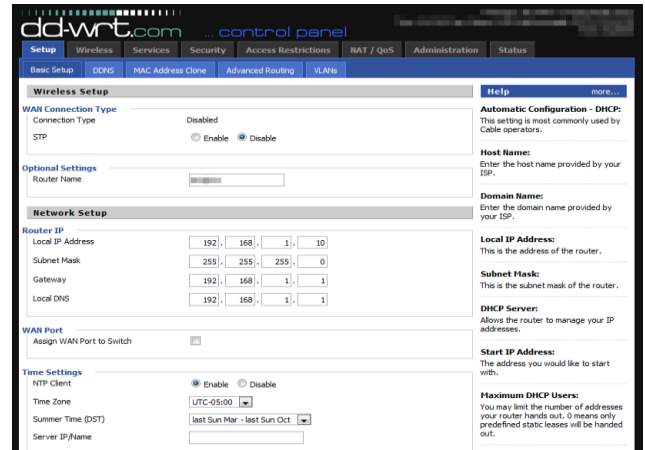 dd-wrt.com ... control panel
Setup Wireless Services Security Access Restrictions NAT / QoS Administration Status
Basic Setup DDNS MAC Address Clone Advanced Routing VLANs
Wireless Setup
WAN Connection Type
Connection Type Disabled
STP Enable Disable
Optional Settings
Router Name
Network Setup
Router IP
Local IP Address 192. 168. 1. 10
Subnet Mask 255. 255. 255. 0
Gateway 192. 168. 1. 1
Local DNS 192. 168. 1. 1
WAN Port
Assign WAN Port to Switch
Time Settings
NTP Client Enable Disable
Time Zone UTC-05:00
Summer Time (DST) last Sun Mar - last Sun Oct
Server IP/Name
Help more...
Automatic Configuration - DHCP:
This setting is most commonly used by
Cable operators.
Host Name:
Enter the host name provided by your
ISP.
Domain Name:
Enter the domain name provided by
your ISP.
Local IP Address:
This is the address of the router.
Subnet Mask:
This is the subnet mask of the router.
DHCP Server:
Allows the router to manage your IP
addresses.
Start IP Address:
The address you would like to start
with.
Maximum DHCP Users:
You may limit the number of addresses
your router hands out. 0 means only
predefined static leases will be handed
out.